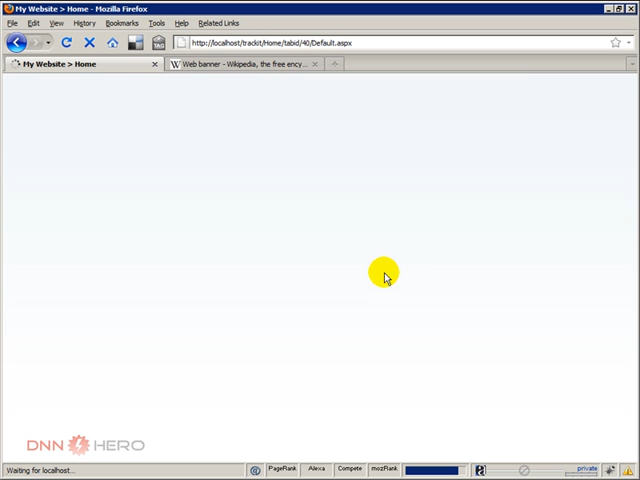 My Website > Home - Mozilla Firefox
File Edit View History Bookmarks Tools Help Related Links
TAG http://localhost/trackit/Home/tabid/40/Default.aspx
My Website > Home W Web banner - Wikipedia, the free ency...
DNN HERO
Waiting for localhost... PageRank Alexa Compete mozRank private